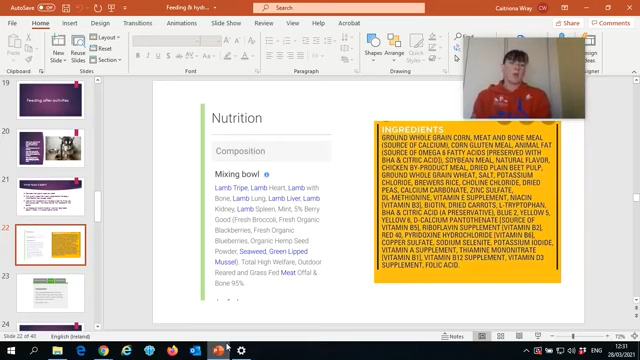 AutoSave Off
Feeding & hydr...
Caitriona Wray CW
File Home Insert Draw Design Transitions Animations Slide Show Review View Help Acrobat
Share Comments
New Slide
Reuse Slides
Layout
Reset
Section
Shapes
Arrange
Find
Slides
Font
Paragraph
Drawing
19
Feeding after activities
20
21
22
23
24
Nutrition
Composition
Mixing bowl
Lamb Tripe, Lamb Heart, Lamb with
Bone, Lamb Lung, Lamb Liver, Lamb
Kidney, Lamb Spleen, Mint, 5% Berry
Good (Fresh Broccoli, Fresh Organic
Blackberries, Fresh Organic
Blueberries, Organic Hemp Seed
Powder, Seaweed, Green Lipped
Mussel). Total High Welfare, Outdoor
Reared and Grass Fed Meat Offal &
Bone 95%
INGREDIENTS
GROUND WHOLE GRAIN CORN, MEAT AND BONE MEAL
(SOURCE OF CALCIUM), CORN GLUTEN MEAL, ANIMAL FAT
(SOURCE OF OMEGA 6 FATTY ACIDS [PRESERVED WITH
BHA & CITRIC ACID]), SOYBEAN MEAL, NATURAL FLAVOR,
CHICKEN BY-PRODUCT MEAL, DRIED PLAIN BEET PULP,
GROUND WHOLE GRAIN WHEAT, SALT, POTASSIUM
CHLORIDE, BREWERS RICE, CHOLINE CHLORIDE, DRIED
PEAS, CALCIUM CARBONATE, ZINC SULFATE,
DL-METHIONINE, VITAMIN E SUPPLEMENT, NIACIN
[VITAMIN B3], BIOTIN, DRIED CARROTS, L-TRYPTOPHAN,
BHA & CITRIC ACID (A PRESERVATIVE), BLUE 2, YELLOW 5,
YELLOW 6, D-CALCIUM PANTOTHENATE [SOURCE OF
VITAMIN B5], RIBOFLAVIN SUPPLEMENT [VITAMIN B2],
RED 40, PYRIDOXINE HYDROCHLORIDE [VITAMIN B6],
COPPER SULFATE, SODIUM SELENITE, POTASSIUM IODIDE,
VITAMIN A SUPPLEMENT, THIAMINE MONONITRATE
[VITAMIN B1], VITAMIN B12 SUPPLEMENT, VITAMIN D3
SUPPLEMENT, FOLIC ACID.
Slide 22 of 48 English (Ireland)
Notes
73%
ENG
12:31
28/03/2021